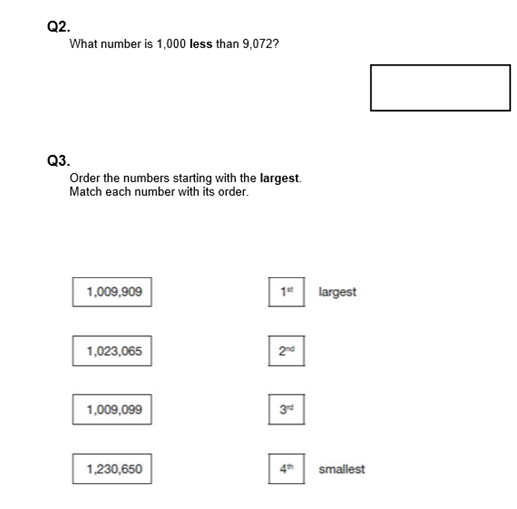 Q2.
What number is 1,000 less than 9,072?
Q3.
Order the numbers starting with the largest.
Match each number with its order.
1,009,909 1st largest
1,023,065 2nd
1,009,099 3rd
1,230,650 4th smallest